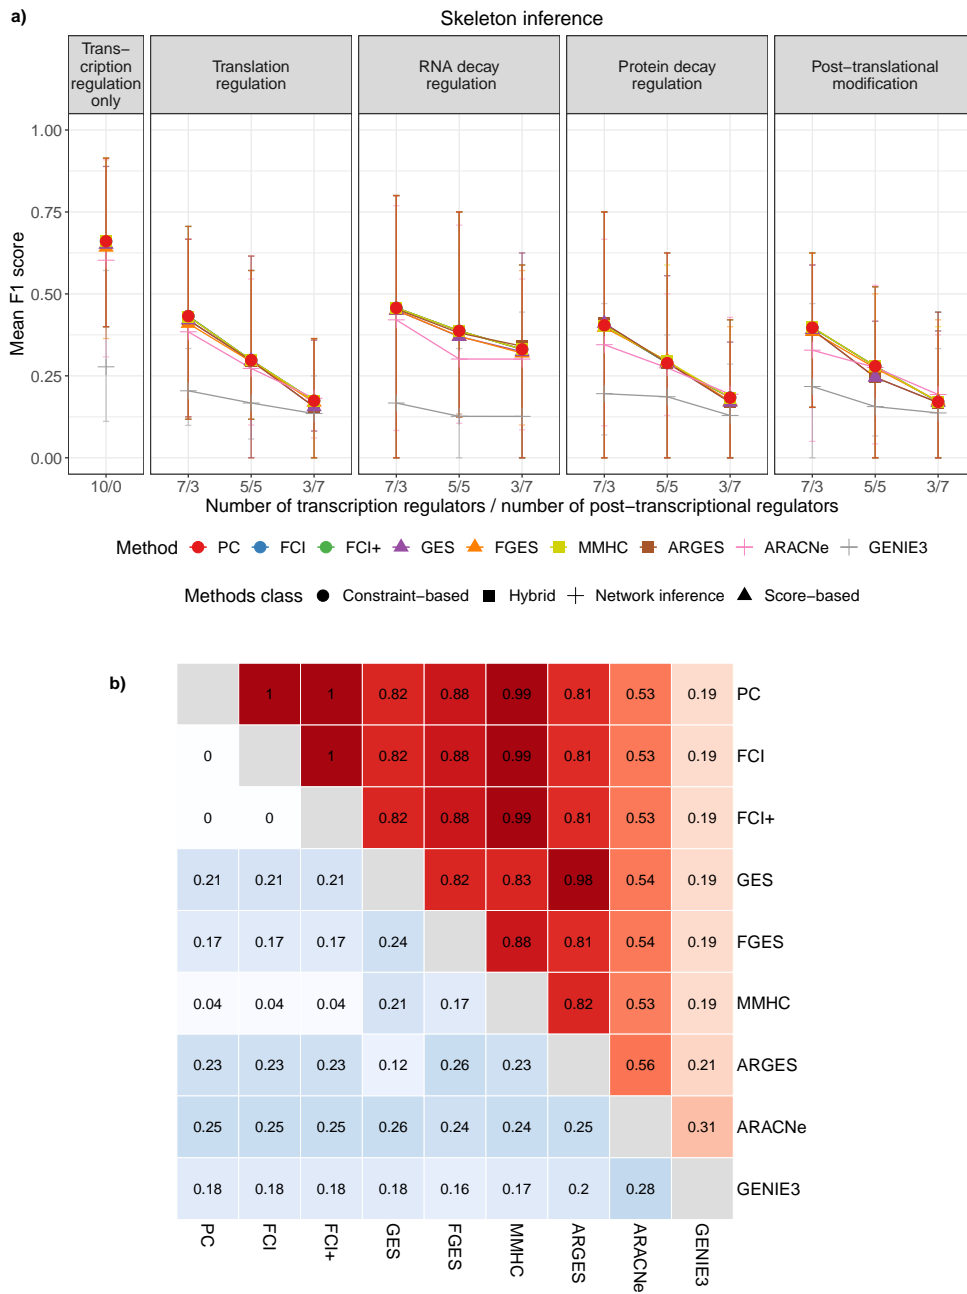 a)
Skeleton inference
Trans−
cription
regulation
only
Translation
regulation
RNA decay
regulation
Protein decay
regulation
Post−translational
modification
Mean F1 score
1.00
0.75
0.50
0.25
0.00
10/0 7/3 5/5 3/7 7/3 5/5 3/7 7/3 5/5 3/7 7/3 5/5 3/7
Number of transcription regulators / number of post−transcriptional regulators
Method PC FCI FCI+ GES FGES MMHC ARGES ARACNe GENIE3
Methods class Constraint−based Hybrid Network inference Score−based
b)
1 1 0.82 0.88 0.99 0.81 0.53 0.19 PC
0 1 0.82 0.88 0.99 0.81 0.53 0.19 FCI
0 0 0.82 0.88 0.99 0.81 0.53 0.19 FCI+
0.21 0.21 0.21 0.82 0.83 0.98 0.54 0.19 GES
0.17 0.17 0.17 0.24 0.88 0.81 0.54 0.19 FGES
0.04 0.04 0.04 0.21 0.17 0.82 0.53 0.19 MMHC
0.23 0.23 0.23 0.12 0.26 0.23 0.56 0.21 ARGES
0.25 0.25 0.25 0.26 0.24 0.24 0.25 0.31 ARACNe
0.18 0.18 0.18 0.18 0.16 0.17 0.2 0.28 GENIE3
PC FCI FCI+ GES FGES MMHC ARGES ARACNe GENIE3